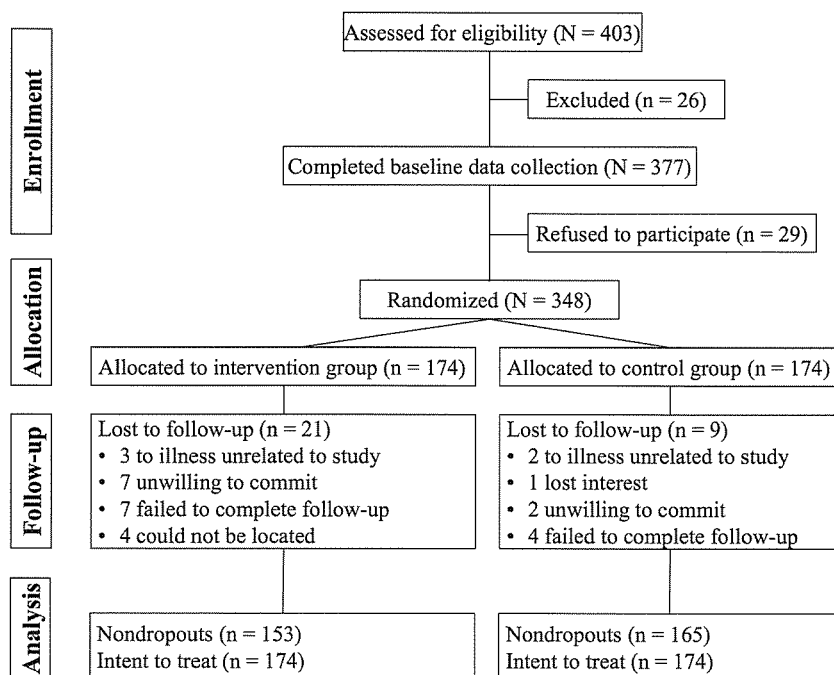 Enrollment
Assessed for eligibility (N = 403)
Excluded (n = 26)
Completed baseline data collection (N = 377)
Refused to participate (n = 29)
Allocation
Randomized (N = 348)
Allocated to intervention group (n = 174)
Allocated to control group (n = 174)
Follow-up
Lost to follow-up (n = 21)
• 3 to illness unrelated to study
• 7 unwilling to commit
• 7 failed to complete follow-up
• 4 could not be located
Lost to follow-up (n = 9)
• 2 to illness unrelated to study
• 1 lost interest
• 2 unwilling to commit
• 4 failed to complete follow-up
Analysis
Nondropouts (n = 153)
Intent to treat (n = 174)
Nondropouts (n = 165)
Intent to treat (n = 174)